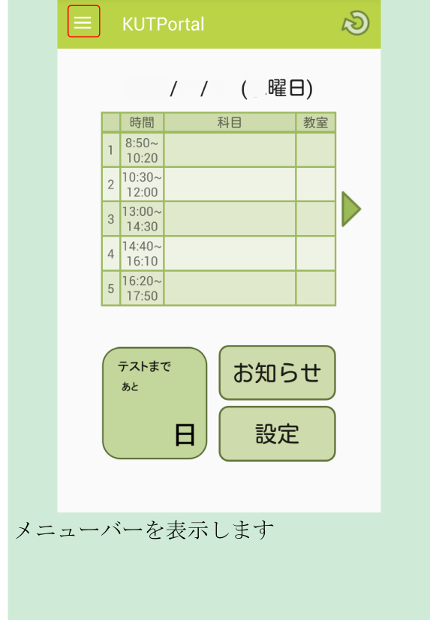 KUTPortal
/ / ( 曜日)
時間 科目 教室
1 8:50~
10:20
2 10:30~
12:00
3 13:00~
14:30
4 14:40~
16:10
5 16:20~
17:50
テストまで
あと
日
お知らせ
設定
メニューバーを表示します